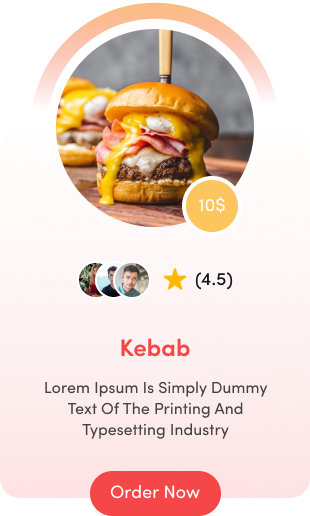 10$
(4.5)
Kebab
Lorem Ipsum Is Simply Dummy
Text Of The Printing And
Typesetting Industry
Order Now